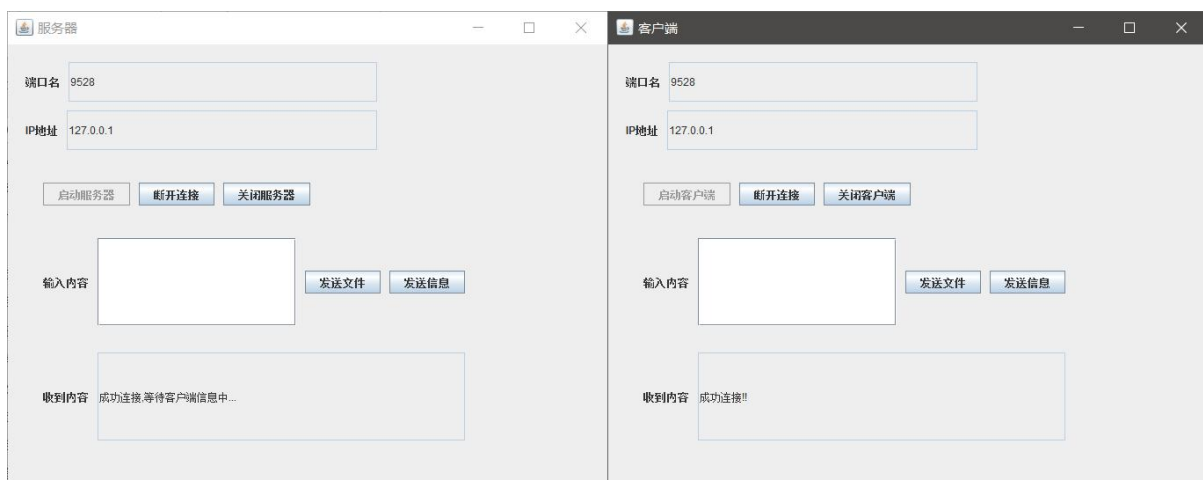 服务器
端口名 9528
IP地址 127.0.0.1
启动服务器 断开连接 关闭服务器
输入内容 发送文件 发送信息
收到内容 成功连接,等待客户端信息中...
客户端
端口名 9528
IP地址 127.0.0.1
启动客户端 断开连接 关闭客户端
输入内容 发送文件 发送信息
收到内容 成功连接!!